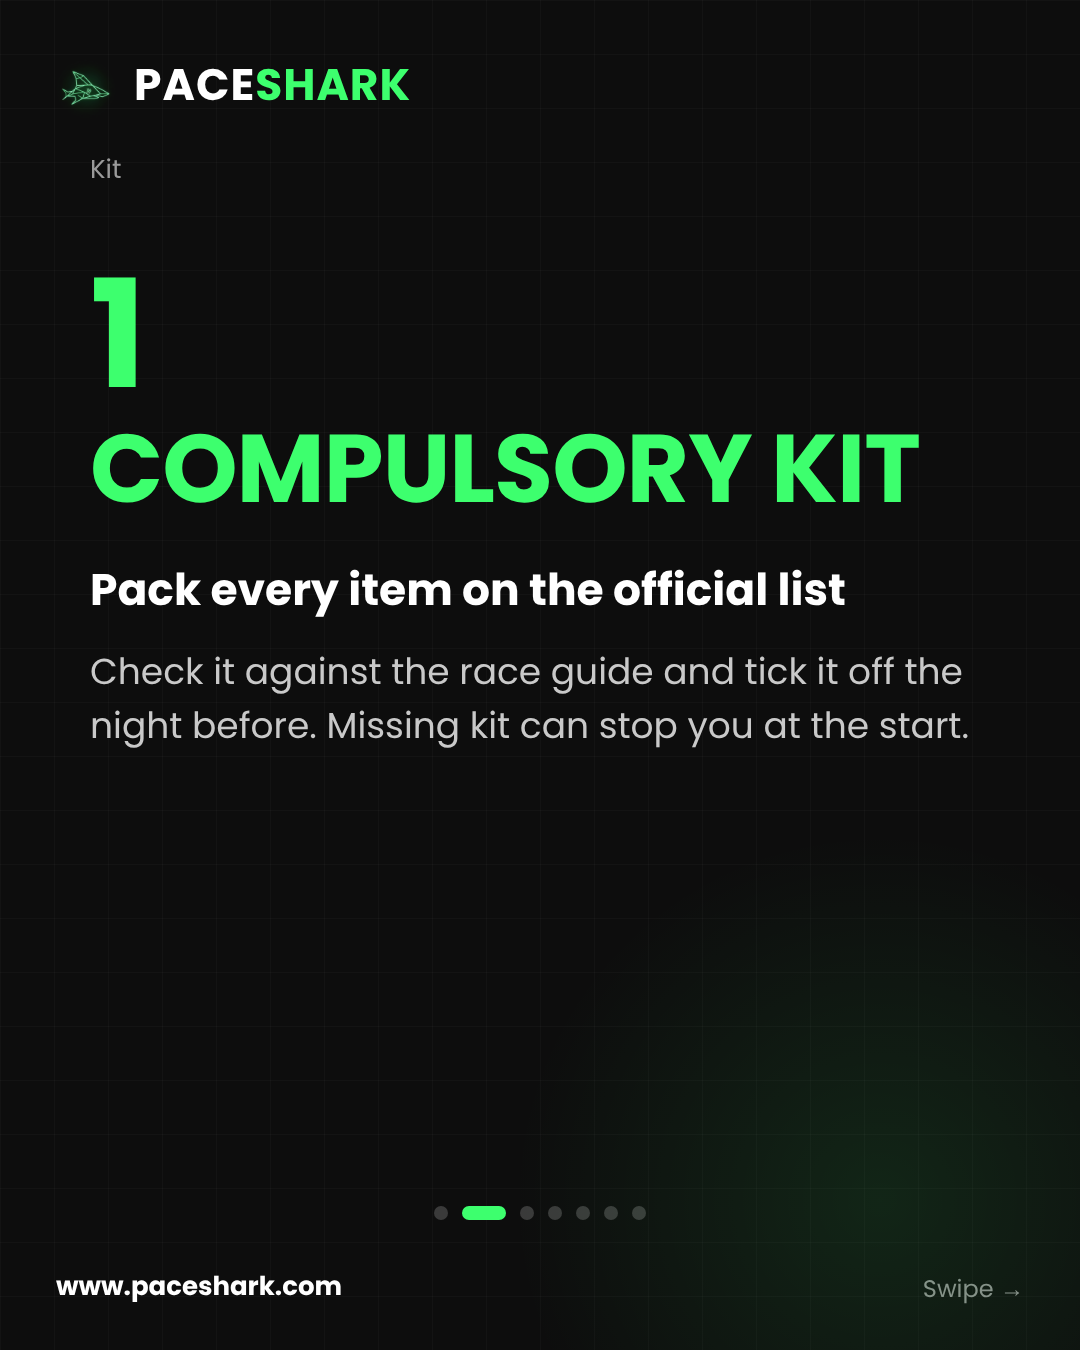 PACESHARK
Kit
1
COMPULSORY KIT
Pack every item on the official list
Check it against the race guide and tick it off the
night before. Missing kit can stop you at the start.
www.paceshark.com
Swipe →